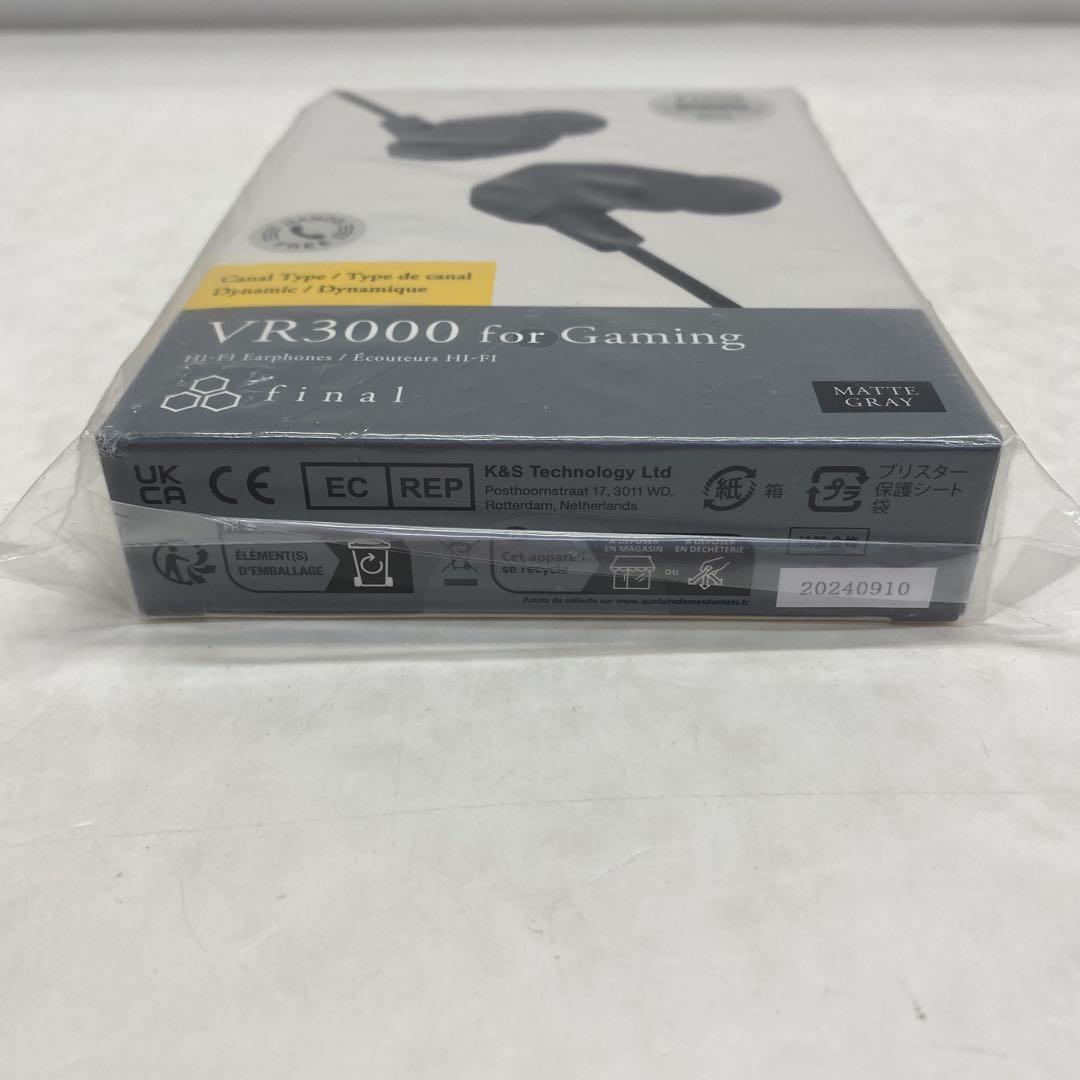 HANDS
FREE
Canal Type / Type de canal
Dynamic / Dynamique
VR3000 for Gaming
HI-FI Earphones / Écouteurs HI-FI
final
MATTE
GRAY
UK
CA
CE
EC REP
K&S Technology Ltd
Posthoornstraat 17, 3011 WD,
Rotterdam, Netherlands
紙 箱
プラ
ブリスター
保護シート
袋
ÉLÉMENT(S)
D'EMBALLAGE
Cet appareil
se recycle
À DÉPOSER
EN MAGASIN
OU
À DÉPOSER
EN DÉCHÈTERIE
Points de collecte sur www.quefairedemesdechets.fr
20240910